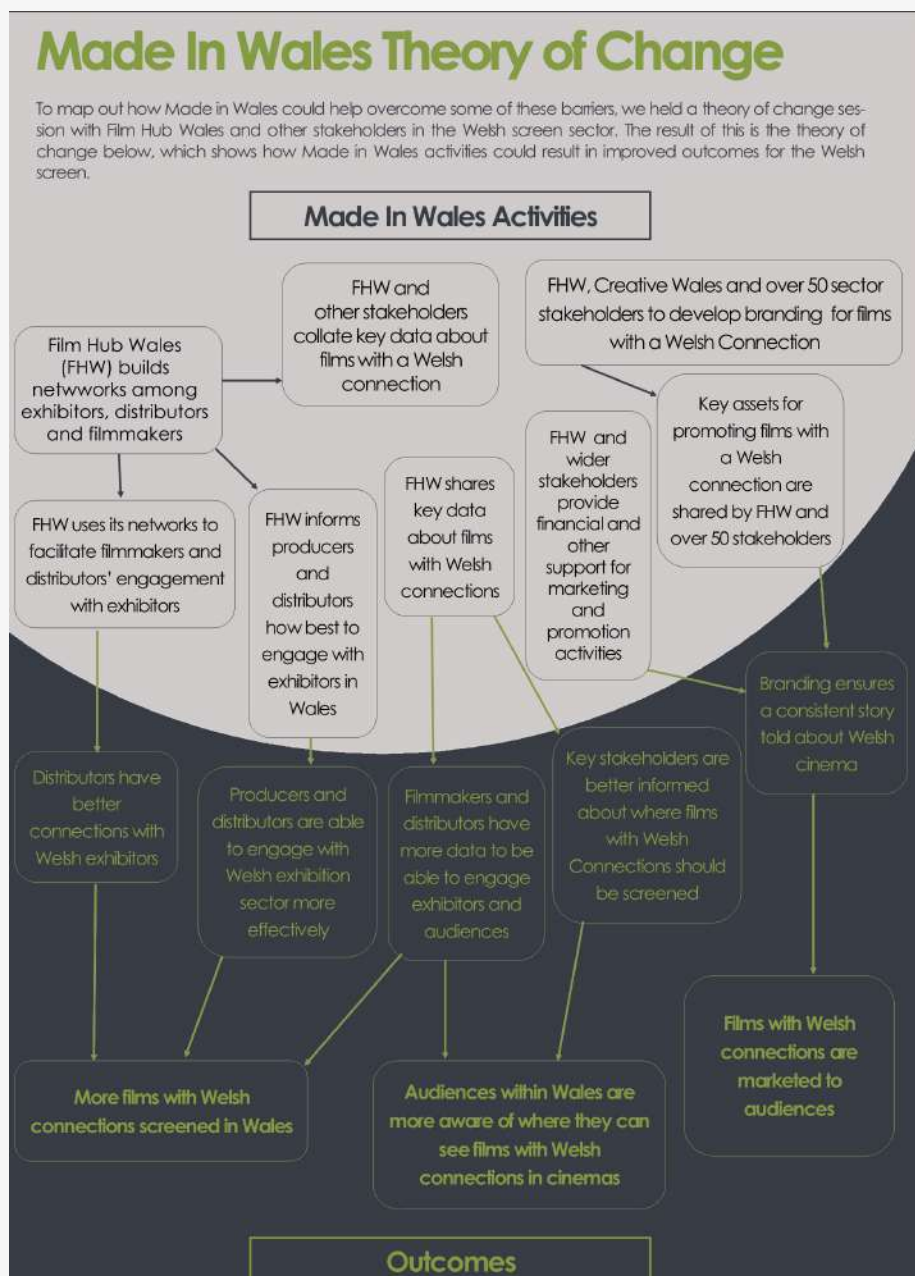 Made In Wales Theory of Change
To map out how Made in Wales could help overcome some of these barriers, we held a theory of change ses-
sion with Film Hub Wales and other stakeholders in the Welsh screen sector. The result of this is the theory of
change below, which shows how Made in Wales activities could result in improved outcomes for the Welsh
screen.
Made In Wales Activities
FHW and
other stakeholders
collate key data about
films with a Welsh
connection
FHW, Creative Wales and over 50 sector
stakeholders to develop branding for films
with a Welsh Connection
Film Hub Wales
(FHW) builds
netwworks among
exhibitors, distributors
and filmmakers
Key assets for
promoting films with
a Welsh
connection are
shared by FHW and
over 50 stakeholders
FHW and
wider
stakeholders
provide
financial and
other
support for
marketing
and
promotion
activities
FHW shares
key data
about films
with Welsh
connections
FHW uses its networks to
facilitate filmmakers and
distributors' engagement
with exhibitors
FHW informs
producers
and
distributors
how best to
engage with
exhibitors in
Wales
Branding ensures
a consistent story
told about Welsh
cinema
Distributors have
better
connections with
Welsh exhibitors
Producers and
distributors are able
to engage with
Welsh exhibition
sector more
effectively
Filmmakers and
distributors have
more data to be
able to engage
exhibitors and
audiences
Key stakeholders are
better informed
about where films
with Welsh
Connections should
be screened
Films with Welsh
connections are
marketed to
audiences
More films with Welsh
connections screened in Wales
Audiences within Wales are
more aware of where they can
see films with Welsh
connections in cinemas
Outcomes